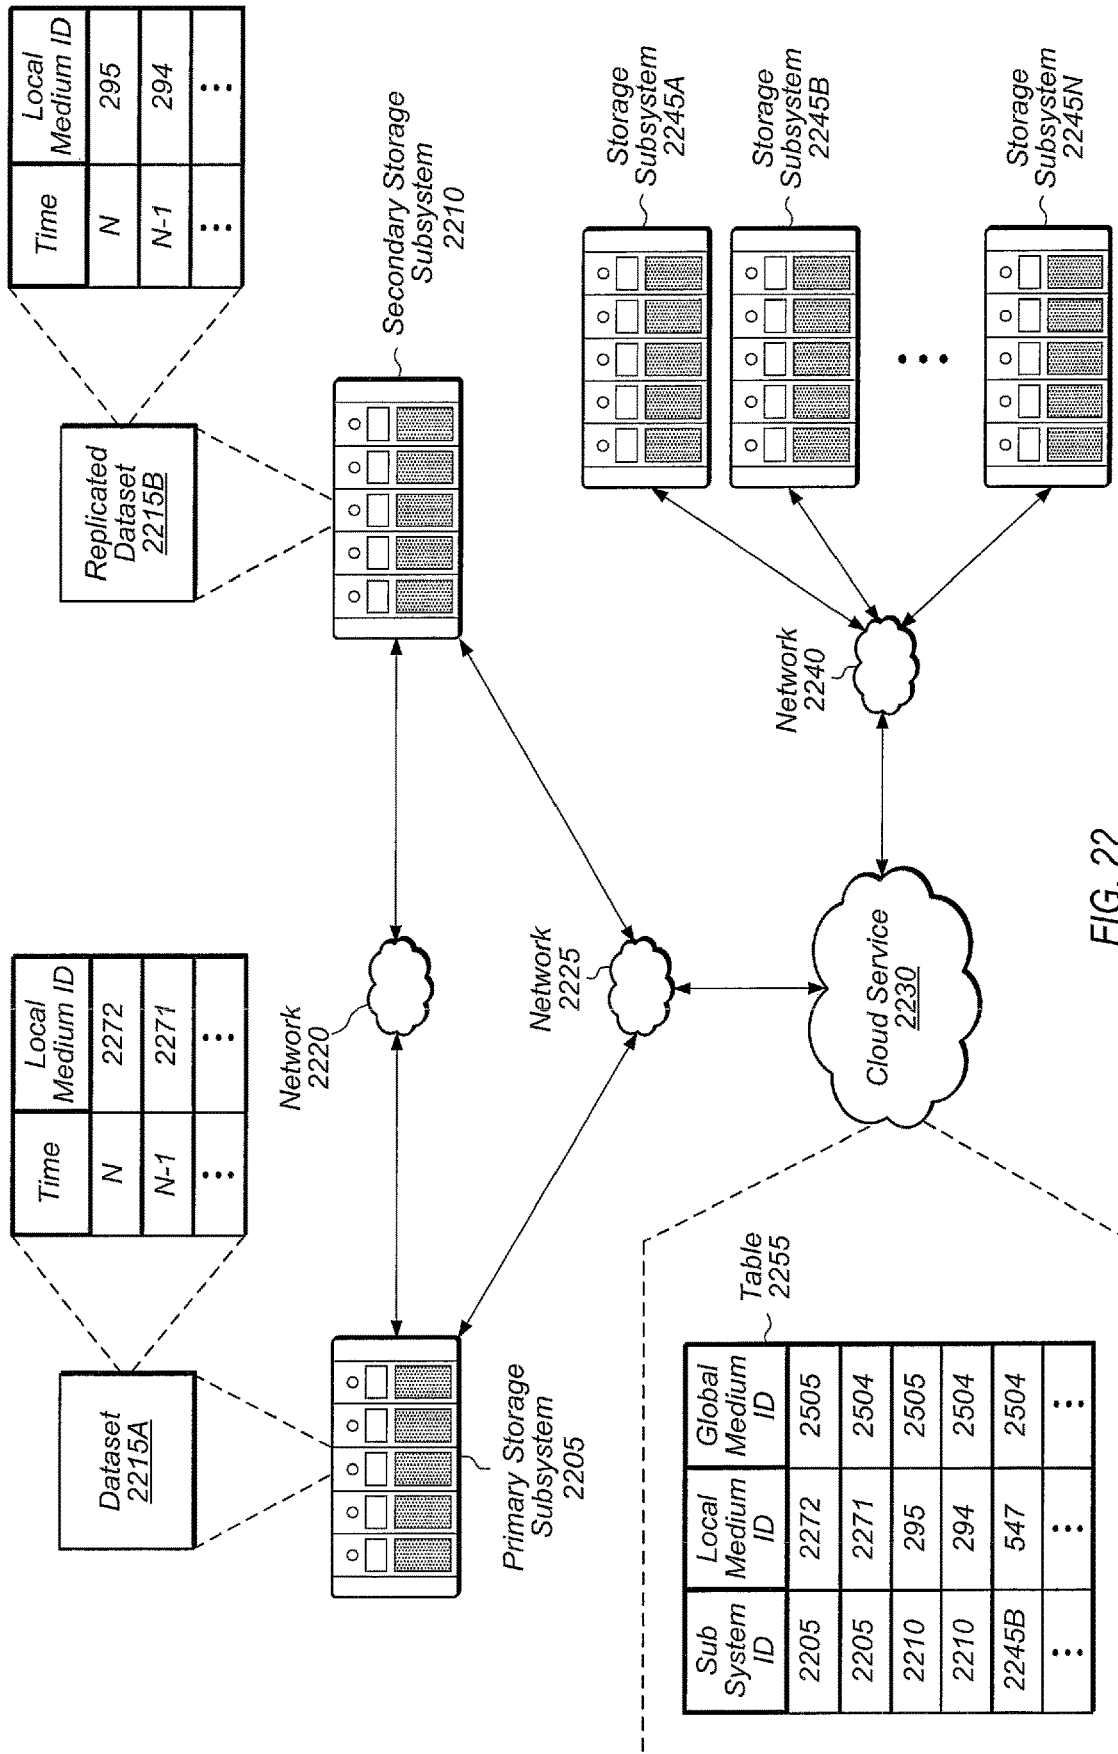 Dataset
2215A
Time
Local
Medium ID
N
2272
N-1
2271
...
...
Replicated
Dataset
2215B
Time
Local
Medium ID
N
295
N-1
294
...
...
Primary Storage
Subsystem
2205
Network
2220
Secondary Storage
Subsystem
2210
Network
2225
Table
2255
Sub
System
ID
Local
Medium
ID
Global
Medium
ID
2205
2272
2505
2205
2271
2504
2210
295
2505
2210
294
2504
2245B
547
2504
...
...
...
Cloud Service
2230
Network
2240
Storage
Subsystem
2245A
Storage
Subsystem
2245B
...
Storage
Subsystem
2245N
FIG. 22